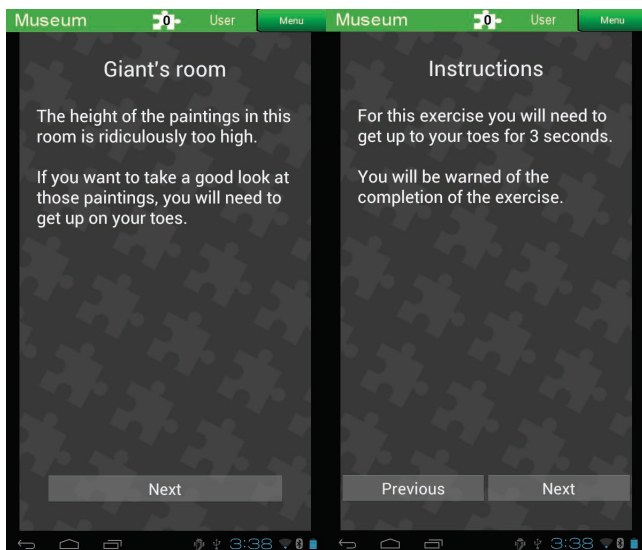 Museum 0 User Menu
Giant's room
The height of the paintings in this
room is ridiculously too high.
If you want to take a good look at
those paintings, you will need to
get up on your toes.
Next
3:38
Museum 0 User Menu
Instructions
For this exercise you will need to
get up to your toes for 3 seconds.
You will be warned of the
completion of the exercise.
Previous Next
3:38